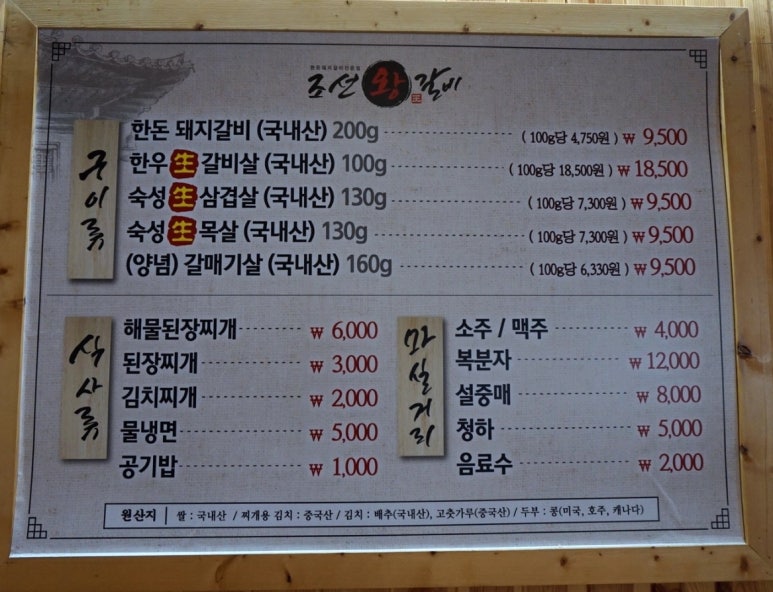 조선 왕 갈비
구이류
한돈 돼지갈비 (국내산) 200g (100g당 4,750원) ₩ 9,500
한우 生 갈비살 (국내산) 100g (100g당 18,500원) ₩ 18,500
숙성 生 삼겹살 (국내산) 130g (100g당 7,300원) ₩ 9,500
숙성 生 목살 (국내산) 130g (100g당 7,300원) ₩ 9,500
(양념) 갈매기살 (국내산) 160g (100g당 6,330원) ₩ 9,500
식사류
해물된장찌개 ₩ 6,000
된장찌개 ₩ 3,000
김치찌개 ₩ 2,000
물냉면 ₩ 5,000
공기밥 ₩ 1,000
마실거리
소주 / 맥주 ₩ 4,000
복분자 ₩ 12,000
설중매 ₩ 8,000
청하 ₩ 5,000
음료수 ₩ 2,000
원산지 쌀 : 국내산 / 찌개용 김치 : 중국산 / 김치 : 배추(국내산), 고춧가루(중국산) / 두부 : 콩(미국, 호주, 캐나다)